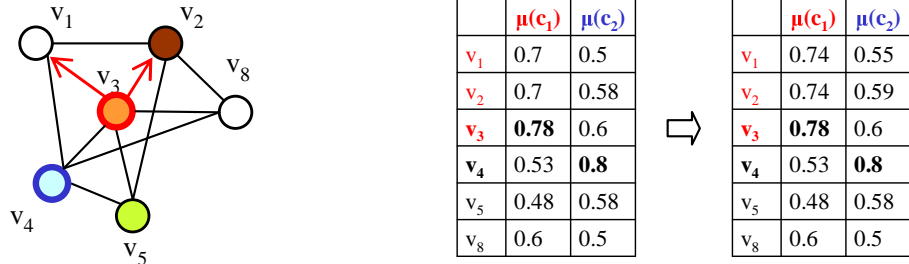 v1
v2
v3
v8
v4
v5
μ(c1) μ(c2)
v1 0.7 0.5
v2 0.7 0.58
v3 0.78 0.6
v4 0.53 0.8
v5 0.48 0.58
v8 0.6 0.5
μ(c1) μ(c2)
v1 0.74 0.55
v2 0.74 0.59
v3 0.78 0.6
v4 0.53 0.8
v5 0.48 0.58
v8 0.6 0.5